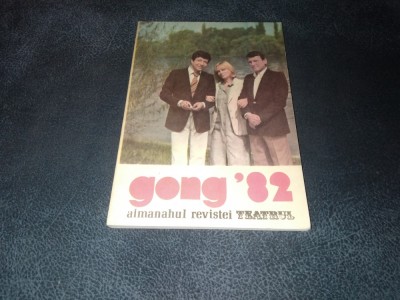 gong '82
almanahul revistei TEATRUL